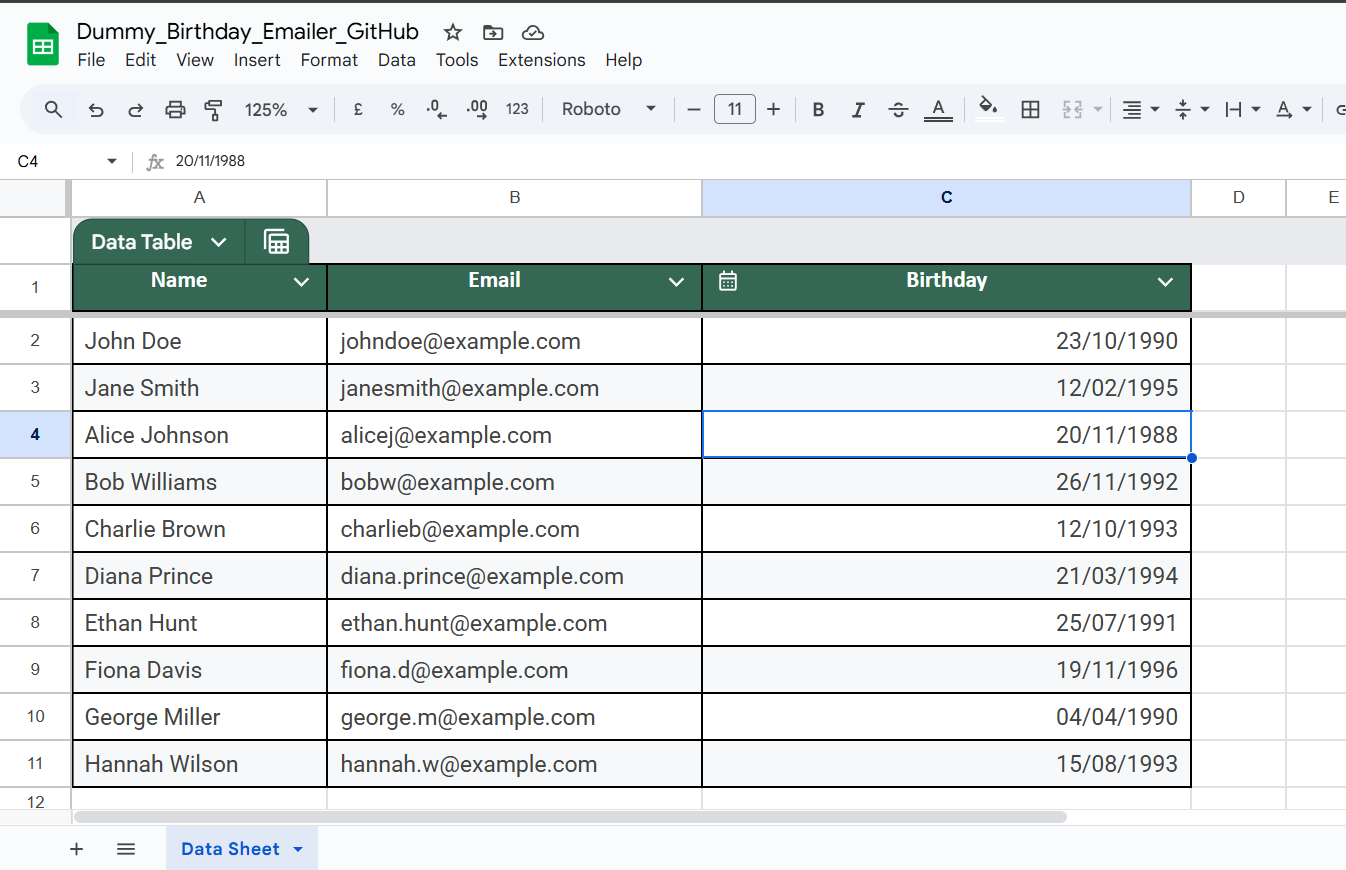 Dummy_Birthday_Emailer_GitHub
File Edit View Insert Format Data Tools Extensions Help
125% £ % .0 .00 123 Roboto 11 B I A A
C4 fx 20/11/1988
A B C D E
Data Table
1 Name Email Birthday
2 John Doe johndoe@example.com 23/10/1990
3 Jane Smith janesmith@example.com 12/02/1995
4 Alice Johnson alicej@example.com 20/11/1988
5 Bob Williams bobw@example.com 26/11/1992
6 Charlie Brown charlieb@example.com 12/10/1993
7 Diana Prince diana.prince@example.com 21/03/1994
8 Ethan Hunt ethan.hunt@example.com 25/07/1991
9 Fiona Davis fiona.d@example.com 19/11/1996
10 George Miller george.m@example.com 04/04/1990
11 Hannah Wilson hannah.w@example.com 15/08/1993
12
Data Sheet